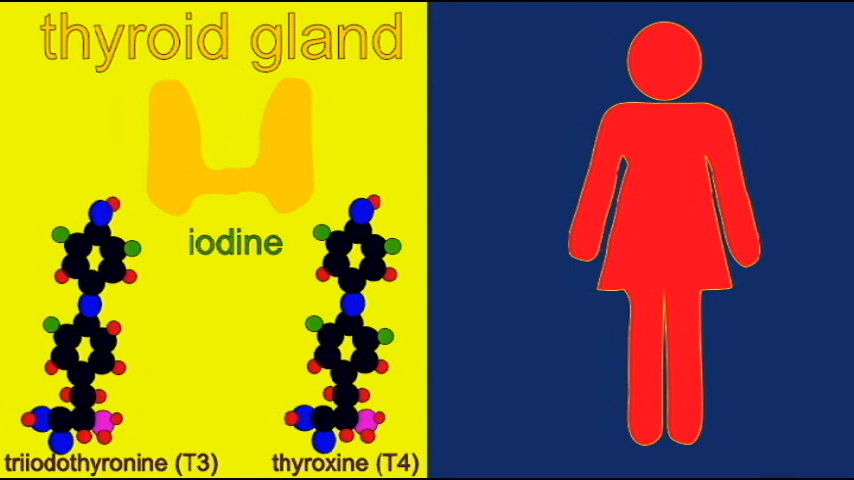 thyroid gland
iodine
triiodothyronine (T3)
thyroxine (T4)